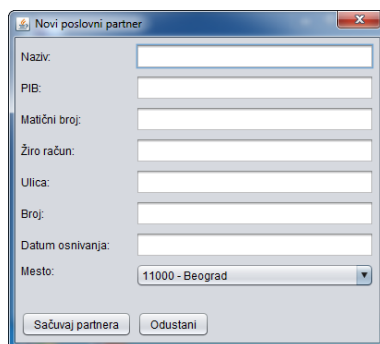 Novi poslovni partner
Naziv:
PIB:
Matični broj:
Žiro račun:
Ulica:
Broj:
Datum osnivanja:
Mesto: 11000 - Beograd
Sačuvaj partnera Odustani